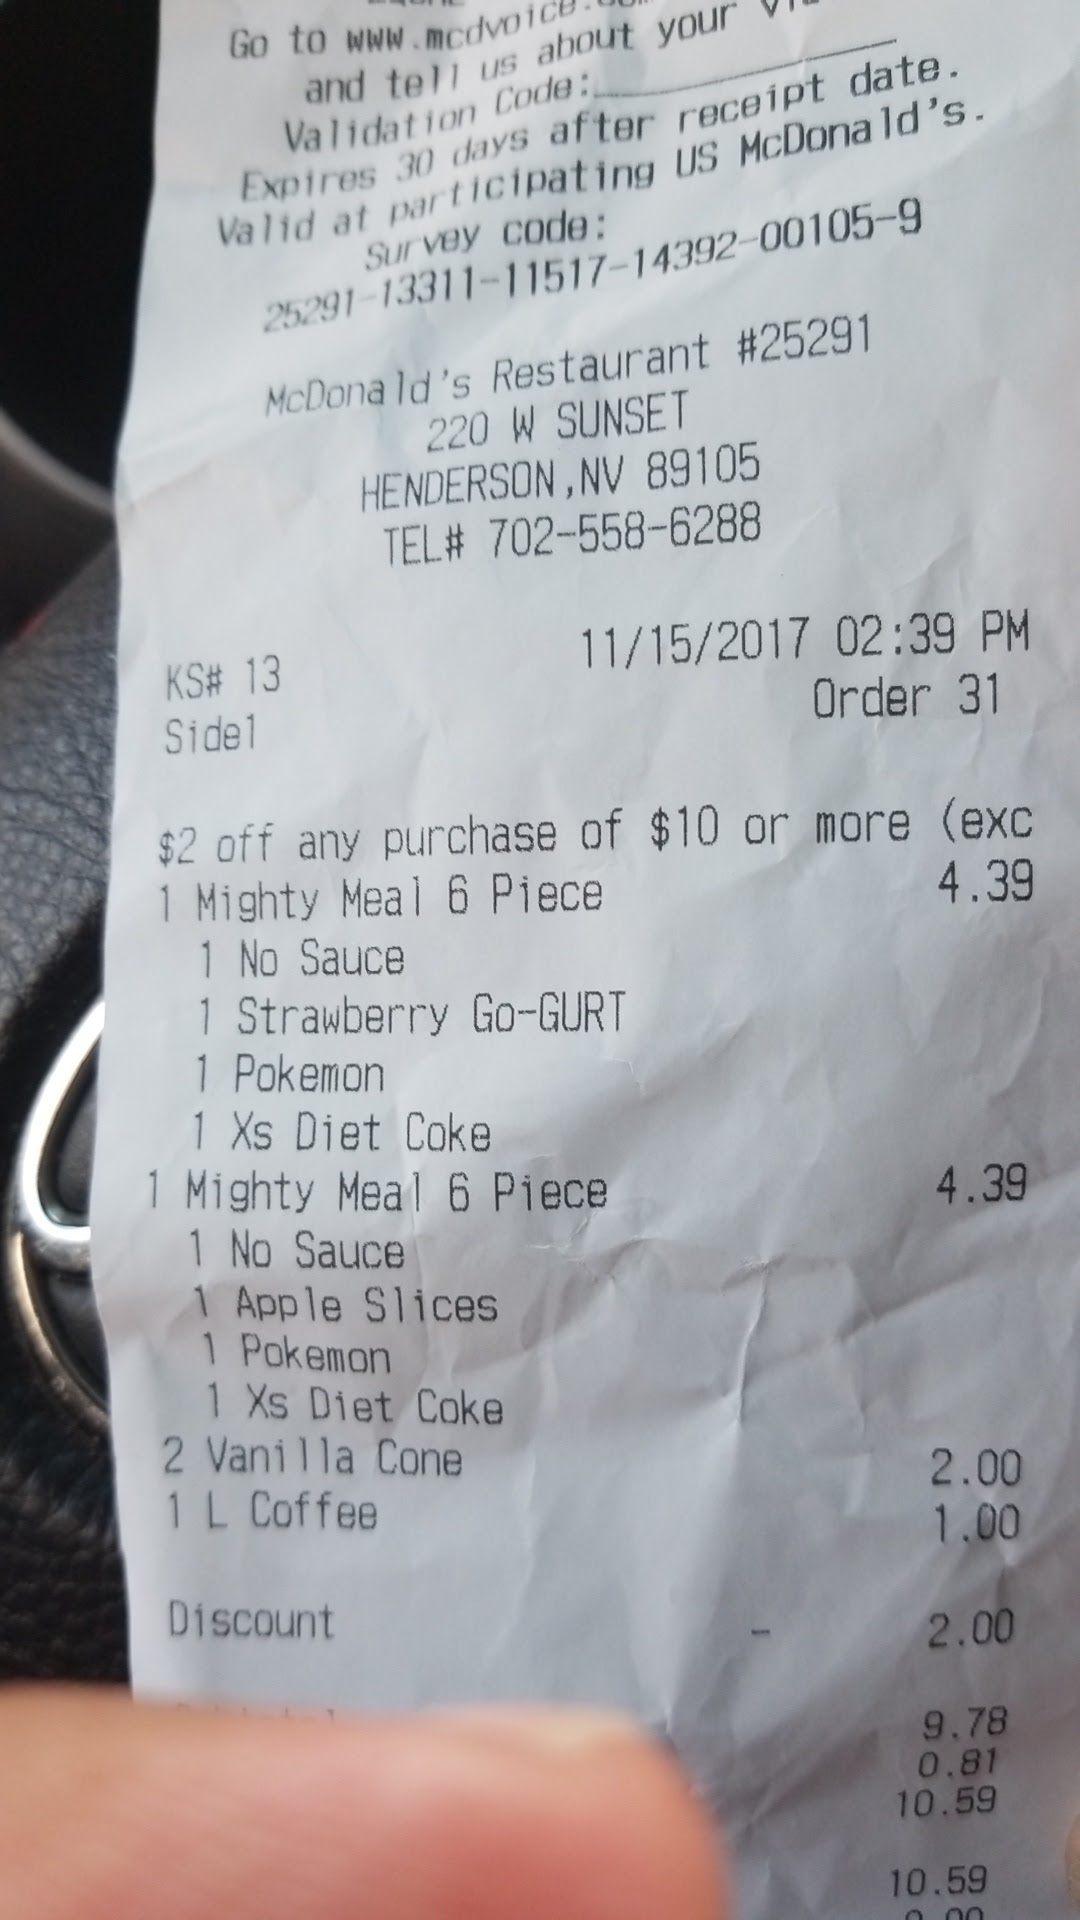 Go to www.mcdvoice.
and tell us about your
Validation Code:
Expires 30 days after receipt date.
Valid at participating US McDonald's.
Survey code:
25291-13311-11517-14392-00105-9
McDonald's Restaurant #25291
220 W SUNSET
HENDERSON,NV 89105
TEL# 702-558-6288
KS# 13 11/15/2017 02:39 PM
Side1 Order 31
$2 off any purchase of $10 or more (exc
1 Mighty Meal 6 Piece 4.39
1 No Sauce
1 Strawberry Go-GURT
1 Pokemon
1 Xs Diet Coke
1 Mighty Meal 6 Piece 4.39
1 No Sauce
1 Apple Slices
1 Pokemon
1 Xs Diet Coke
2 Vanilla Cone 2.00
1 L Coffee 1.00
Discount - 2.00
9.78
0.81
10.59
10.59